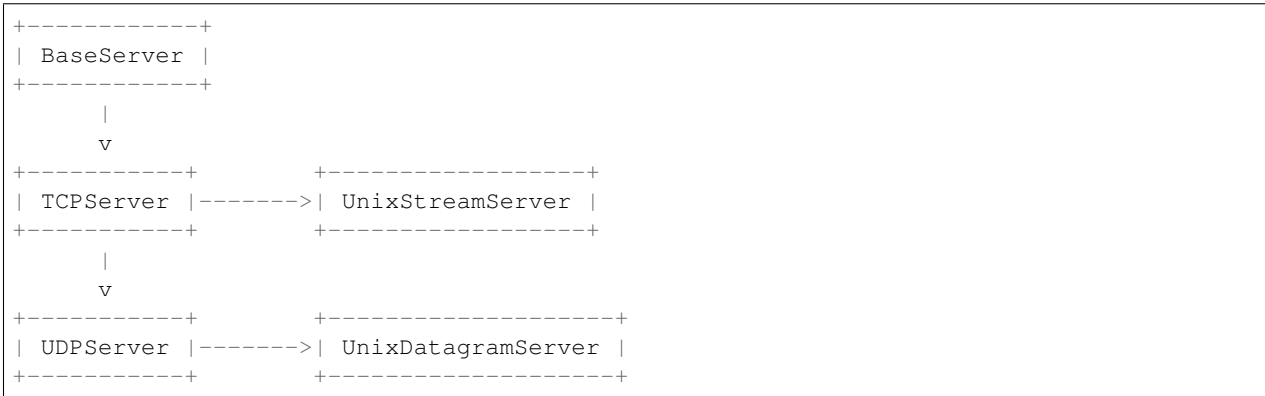 +------------+
| BaseServer |
+------------+
      |
      v
+-----------+        +------------------+
| TCPServer |------->| UnixStreamServer |
+-----------+        +------------------+
      |
      v
+-----------+        +--------------------+
| UDPServer |------->| UnixDatagramServer |
+-----------+        +--------------------+